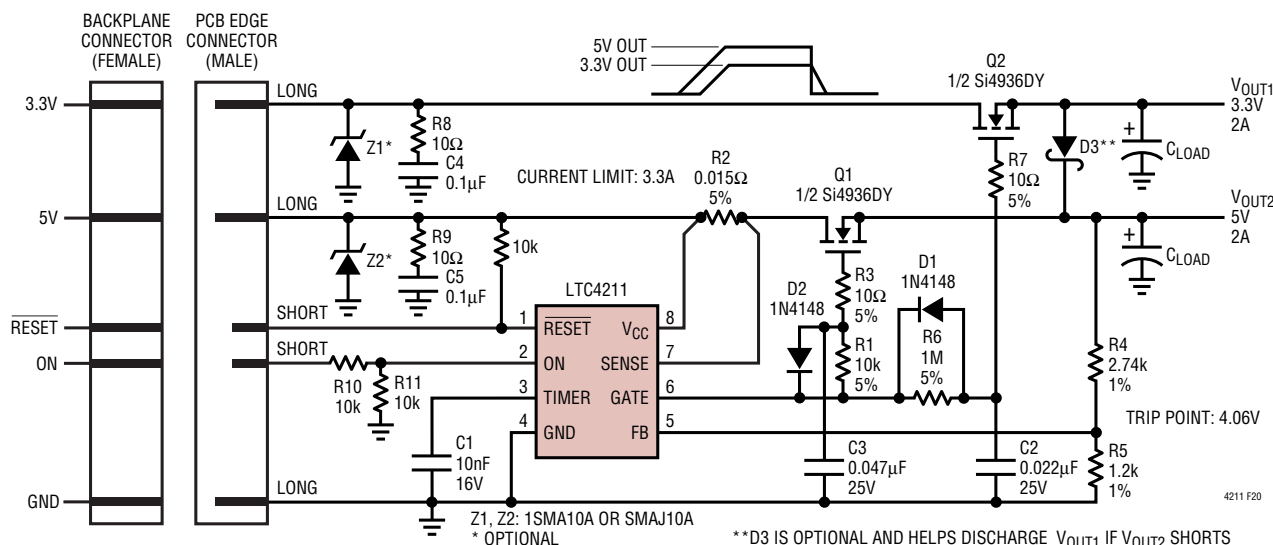 BACKPLANE
CONNECTOR
(FEMALE)
PCB EDGE
CONNECTOR
(MALE)
5V OUT
3.3V OUT
Q2
1/2 Si4936DY
3.3V
LONG
VOUT1
3.3V
2A
Z1*
R8
10Ω
C4
0.1µF
CURRENT LIMIT: 3.3A
R2
0.015Ω
5%
Q1
1/2 Si4936DY
R7
10Ω
5%
D3**
+
CLOAD
5V
LONG
VOUT2
5V
2A
Z2*
R9
10Ω
C5
0.1µF
10k
LTC4211
D2
1N4148
R3
10Ω
5%
D1
1N4148
+
CLOAD
RESET
SHORT
1
RESET
VCC
8
ON
SHORT
2
ON
SENSE
7
R10
10k
R11
10k
3
TIMER
GATE
6
4
GND
FB
5
R1
10k
5%
R6
1M
5%
R4
2.74k
1%
TRIP POINT: 4.06V
C1
10nF
16V
C3
0.047µF
25V
C2
0.022µF
25V
R5
1.2k
1%
GND
LONG
4211 F20
Z1, Z2: 1SMA10A OR SMAJ10A
* OPTIONAL
**D3 IS OPTIONAL AND HELPS DISCHARGE VOUT1 IF VOUT2 SHORTS